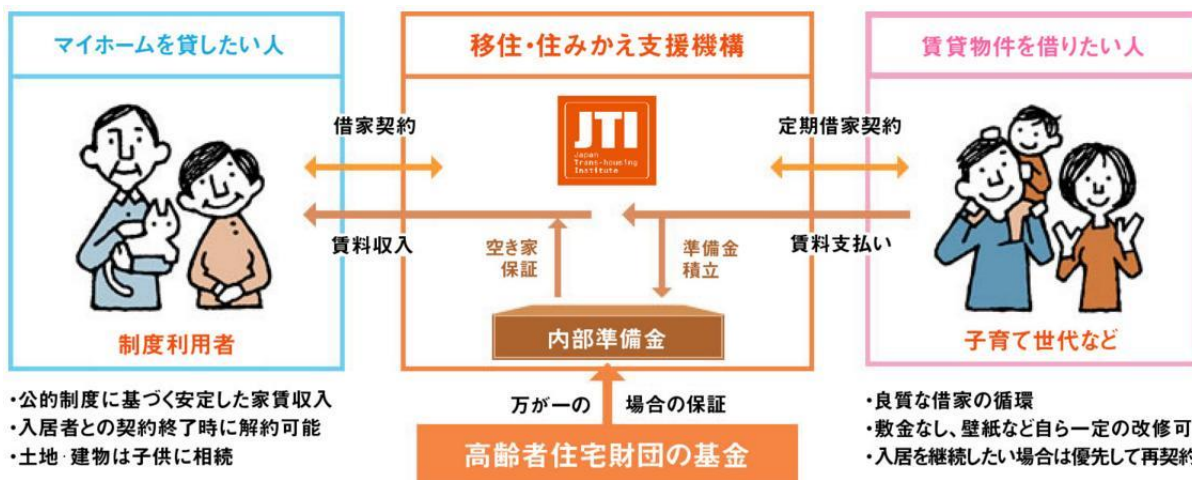 マイホームを貸したい人
移住・住みかえ支援機構
賃貸物件を借りたい人
JTI
Japan
Trans-housing
Institute
借家契約
定期借家契約
賃料収入
空き家
保証
準備金
積立
賃料支払い
内部準備金
制度利用者
子育て世代など
・公的制度に基づく安定した家賃収入
・入居者との契約終了時に解約可能
・土地·建物は子供に相続
万が一の 場合の保証
高齢者住宅財団の基金
・良質な借家の循環
・敷金なし、壁紙など自ら一定の改修可
・入居を継続したい場合は優先して再契約